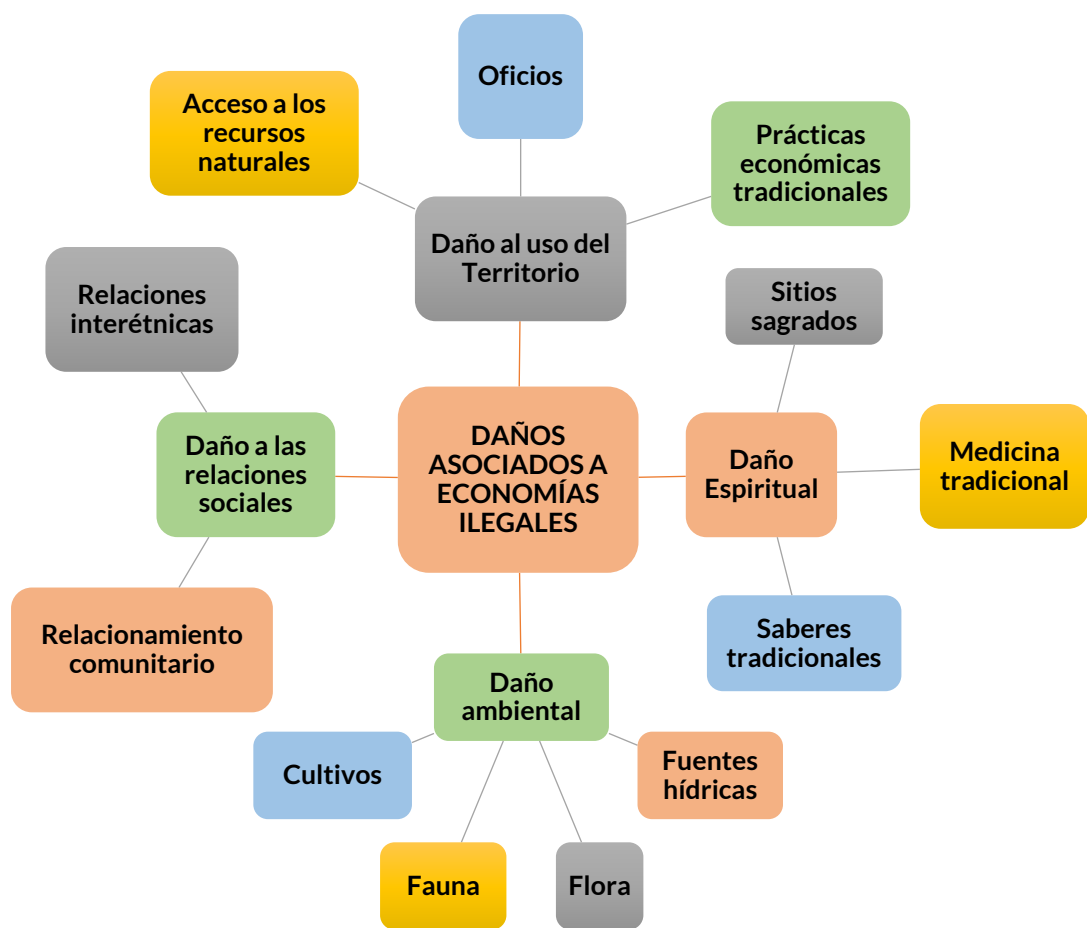 Oficios
Acceso a los
recursos
naturales
Prácticas
económicas
tradicionales
Daño al uso del
Territorio
Relaciones
interétnicas
Sitios
sagrados
Daño a las
relaciones
sociales
DAÑOS
ASOCIADOS A
ECONOMÍAS
ILEGALES
Daño
Espiritual
Medicina
tradicional
Relacionamiento
comunitario
Saberes
tradicionales
Daño
ambiental
Cultivos
Fuentes
hídricas
Fauna
Flora